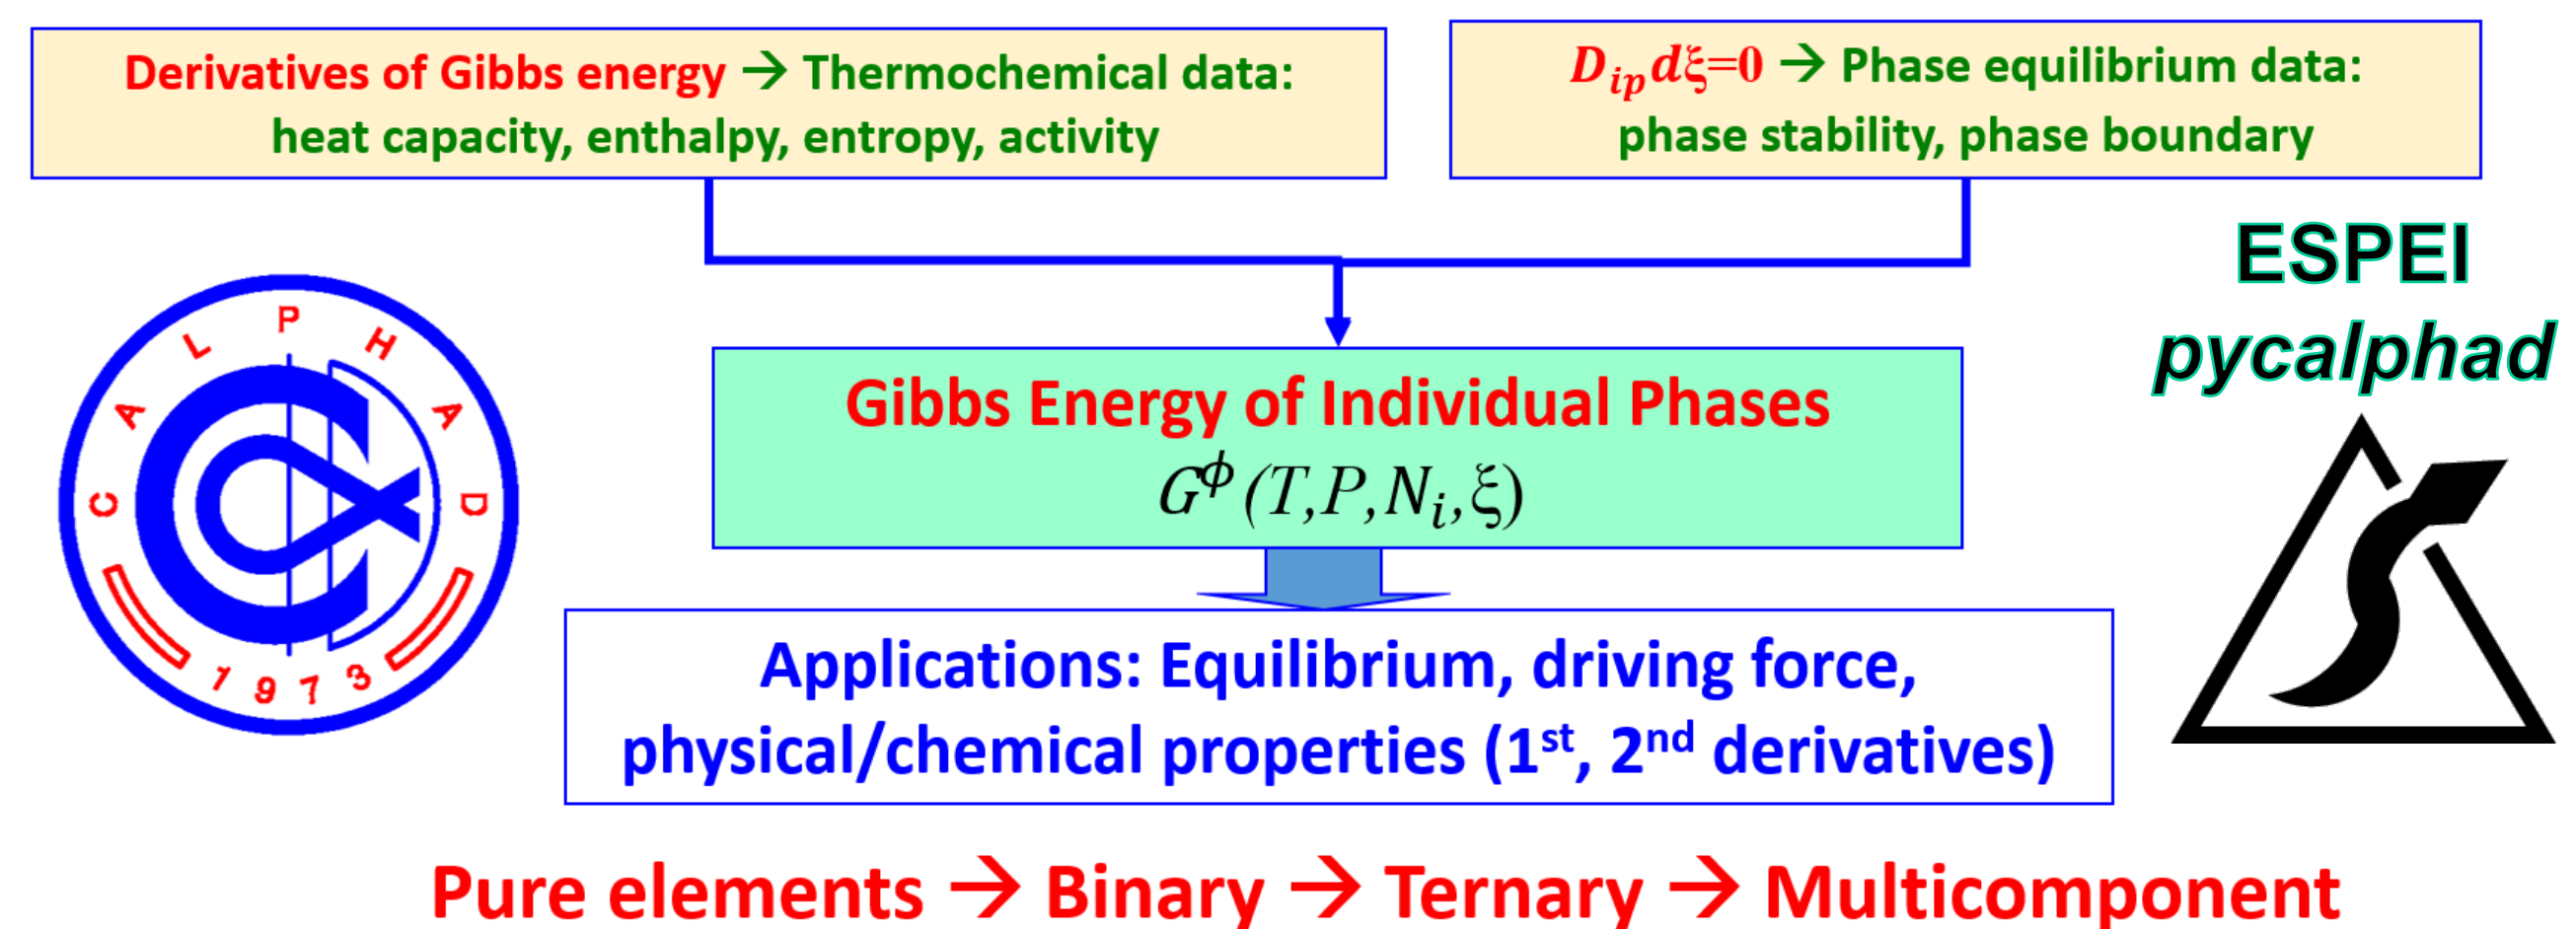 Derivatives of Gibbs energy → Thermochemical data:
heat capacity, enthalpy, entropy, activity
D_{ip}dξ=0 → Phase equilibrium data:
phase stability, phase boundary
ESPEI
pycalphad
CALPHAD
1973
Gibbs Energy of Individual Phases
G^ϕ(T,P,N_i,ξ)
Applications: Equilibrium, driving force,
physical/chemical properties (1st, 2nd derivatives)
Pure elements → Binary → Ternary → Multicomponent